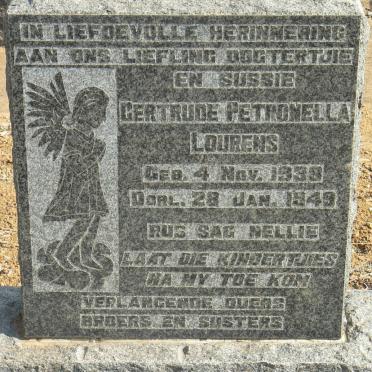 IN LIEFDEVOLLE HERINNERING
AAN ONS LIEFLING DOGTERTJIE
EN SUSSIE
GERTRUDE PETRONELLA
LOURENS
GEB. 4 NOV. 1939
OORL. 28 JAN. 1949
RUS SAG NELLIE
LAAT DIE KINDERTJIES
NA MY TOE KOM
VERLANGENDE OUERS
BROERS EN SUSTERS